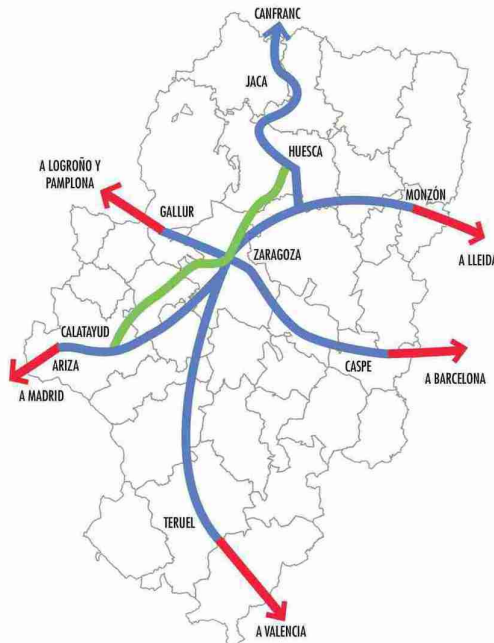 CANFRANC
JACA
HUESCA
A LOGROÑO Y
PAMPLONA
GALLUR
MONZÓN
ZARAGOZA
A LLEIDA
CALATAYUD
ARIZA
A MADRID
CASPE
A BARCELONA
TERUEL
A VALENCIA